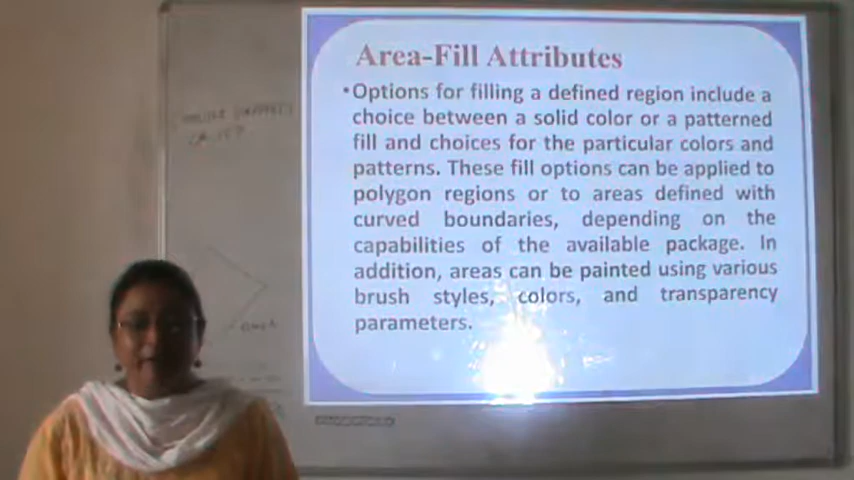 Area-Fill Attributes
•Options for filling a defined region include a
choice between a solid color or a patterned
fill and choices for the particular colors and
patterns. These fill options can be applied to
polygon regions or to areas defined with
curved boundaries, depending on the
capabilities of the available package. In
addition, areas can be painted using various
brush styles, colors, and transparency
parameters.